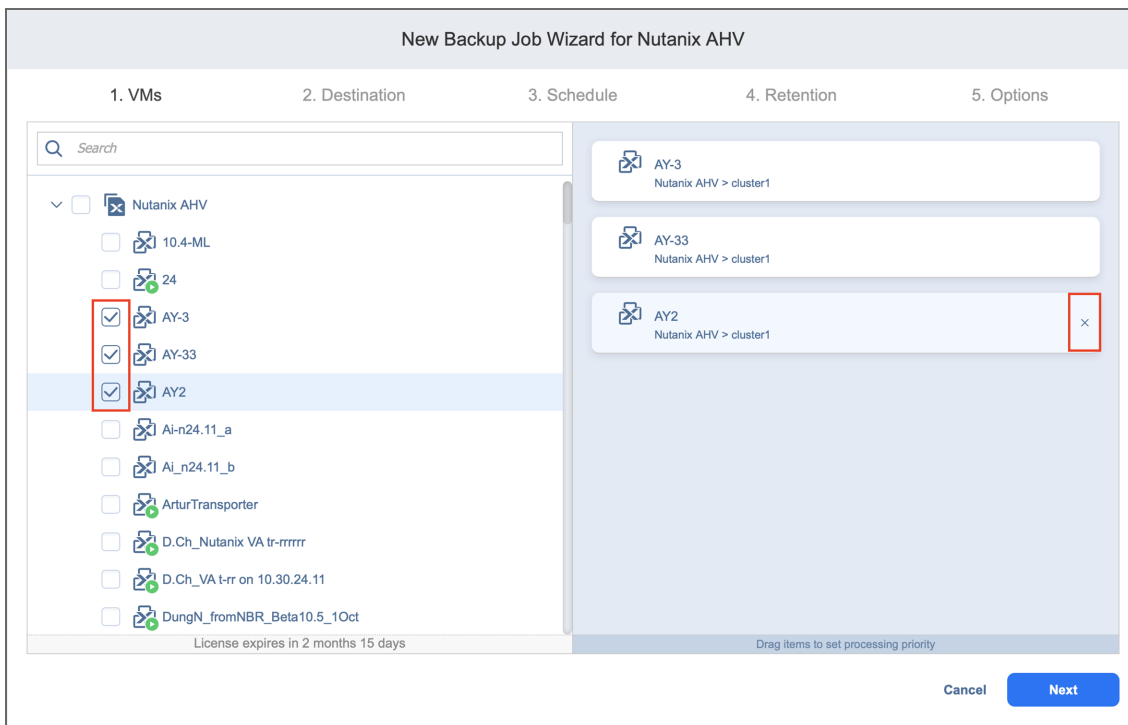 New Backup Job Wizard for Nutanix AHV
1. VMs
2. Destination
3. Schedule
4. Retention
5. Options
Search
Nutanix AHV
10.4-ML
24
AY-3
AY-33
AY2
Ai-n24.11_a
Ai_n24.11_b
ArturTransporter
D.Ch_Nutanix VA tr-rrrrrr
D.Ch_VA t-rr on 10.30.24.11
DungN_fromNBR_Beta10.5_1Oct
License expires in 2 months 15 days
AY-3
Nutanix AHV > cluster1
AY-33
Nutanix AHV > cluster1
AY2
Nutanix AHV > cluster1
Drag items to set processing priority
Cancel
Next